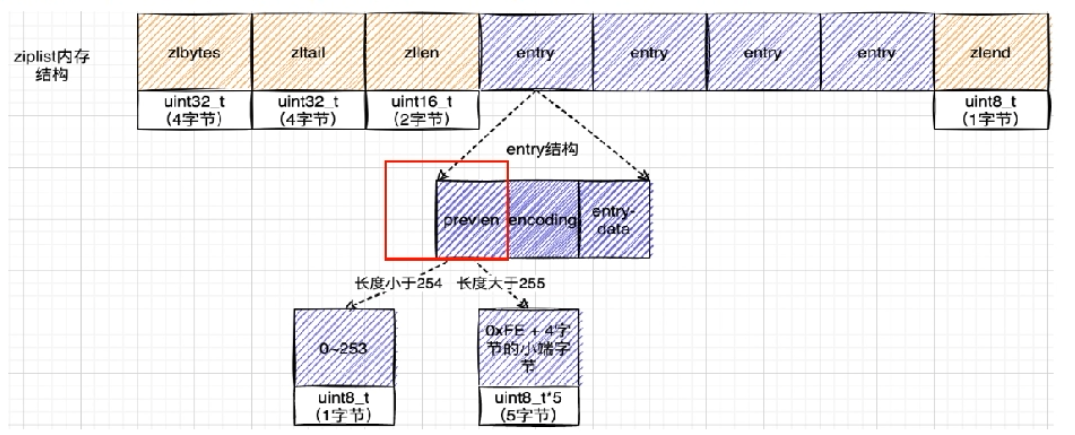 ziplist内存
结构
zlbytes
zltail
zllen
entry
entry
entry
entry
zlend
uint32_t
(4字节)
uint32_t
(4字节)
uint16_t
(2字节)
uint8_t
(1字节)
entry结构
prevlen
encoding
entry-
data
长度小于254
长度大于255
0~253
0xFE + 4字
节的小端字
节
uint8_t
(1字节)
uint8_t*5
(5字节)